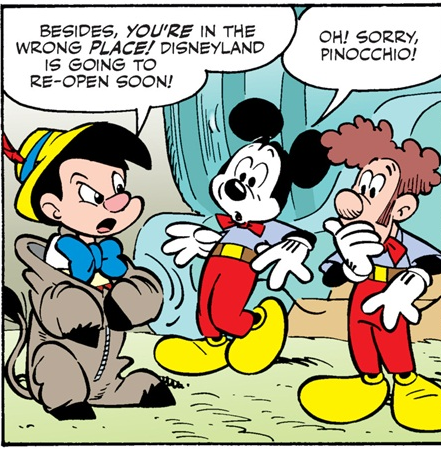 BESIDES, YOU'RE IN THE
WRONG PLACE! DISNEYLAND
IS GOING TO
RE-OPEN SOON!
OH! SORRY,
PINOCCHIO!